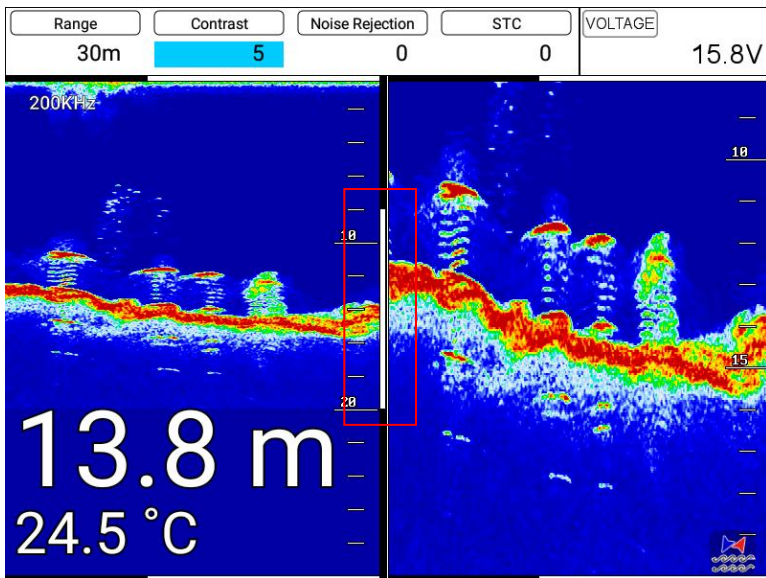 Range
Contrast
Noise Rejection
STC
VOLTAGE
30m
5
0
0
15.8V
200KHz
10
20
10
15
13.8 m
24.5 °C